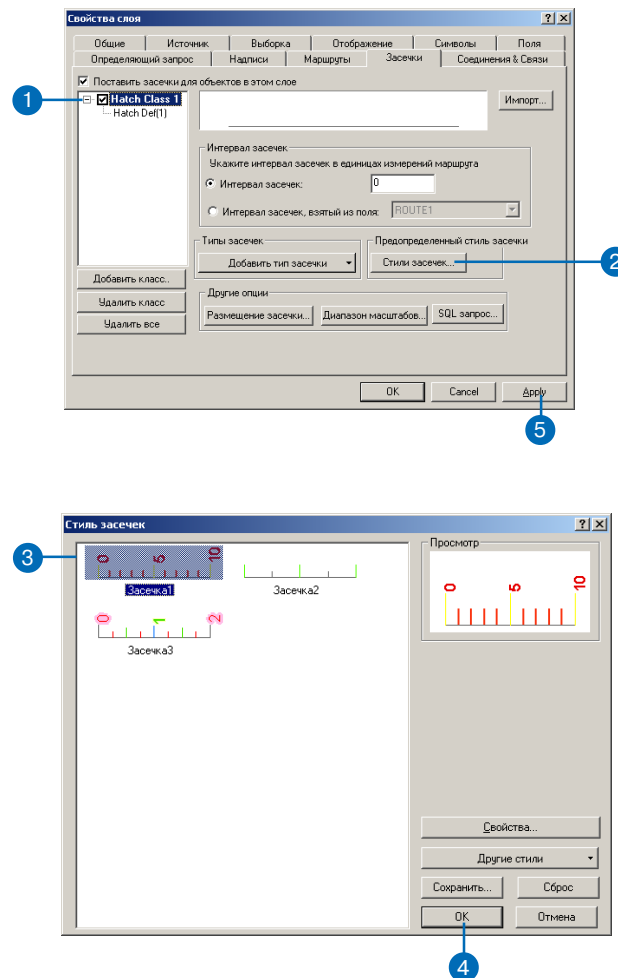 Свойства слоя
Общие Источник Выборка Отображение Символы Поля
Определяющий запрос Надписи Маршруты Засечки Соединения & Связи
Поставить засечки для объектов в этом слое
1
Hatch Class 1
Hatch Def(1)
Импорт...
Интервал засечек
Укажите интервал засечек в единицах измерений маршрута
Интервал засечек: 0
Интервал засечек, взятый из поля: ROUTE1
Типы засечек
Добавить тип засечки
Предопределенный стиль засечки
Стили засечек...
2
Добавить класс..
Удалить класс
Удалить все
Другие опции
Размещение засечки... Диапазон масштабов... SQL запрос...
OK Cancel Apply
5
Стиль засечек
3
0 5 10
Засечка1
Засечка2
0 1 2
Засечка3
Просмотр
0 5 10
Свойства...
Другие стили
Сохранить... Сброс
OK Отмена
4